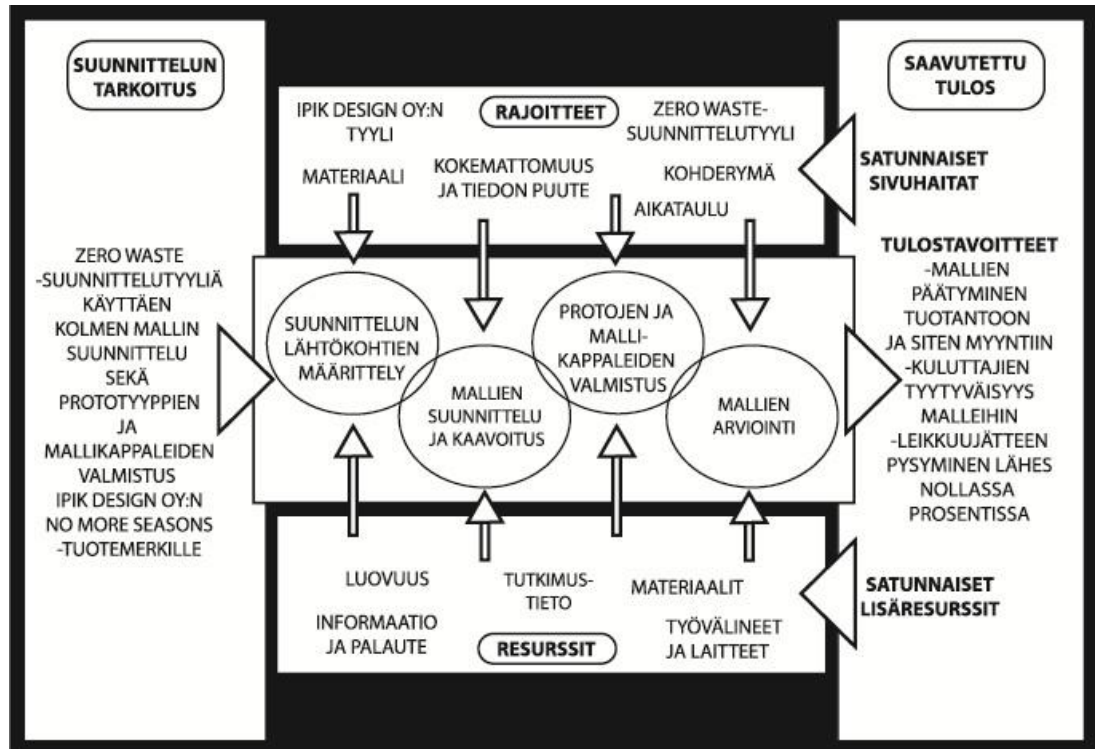 SUUNNITTELUN
TARKOITUS
ZERO WASTE
-SUUNNITTELUTYYLIÄ
KÄYTTÄEN
KOLMEN MALLIN
SUUNNITTELU
SEKÄ
PROTOTYYPPIEN
JA
MALLIKAPPALEIDEN
VALMISTUS
IPIK DESIGN OY:N
NO MORE SEASONS
-TUOTEMERKILLE
RAJOITTEET
IPIK DESIGN OY:N
TYYLI
ZERO WASTE-
SUUNNITTELUTYYLI
MATERIAALI
KOKEMATTOMUUS
JA TIEDON PUUTE
KOHDERYMÄ
AIKATAULU
SUUNNITTELUN
LÄHTÖKOHTIEN
MÄÄRITTELY
MALLIEN
SUUNNITTELU
JA KAAVOITUS
PROTOJEN JA
MALLI-
KAPPALEIDEN
VALMISTUS
MALLIEN
ARVIOINTI
LUOVUUS
TUTKIMUS-
TIETO
MATERIAALIT
INFORMAATIO
JA PALAUTE
RESURSSIT
TYÖVÄLINEET
JA LAITTEET
SAAVUTETTU
TULOS
SATUNNAISET
SIVUHAITAT
TULOSTAVOITTEET
-MALLIEN
PÄÄTYMINEN
TUOTANTOON
JA SITEN MYYNTIIN
-KULUTTAJIEN
TYYTYVÄISYYS
MALLEIHIN
-LEIKKUUJÄTTEEN
PYSYMINEN LÄHES
NOLLASSA
PROSENTISSA
SATUNNAISET
LISÄRESURSSIT